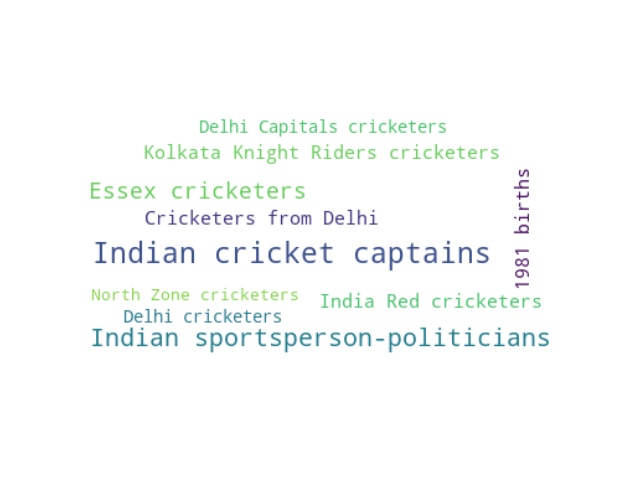 Delhi Capitals cricketers
Kolkata Knight Riders cricketers
Essex cricketers
1981 births
Cricketers from Delhi
Indian cricket captains
North Zone cricketers
India Red cricketers
Delhi cricketers
Indian sportsperson-politicians